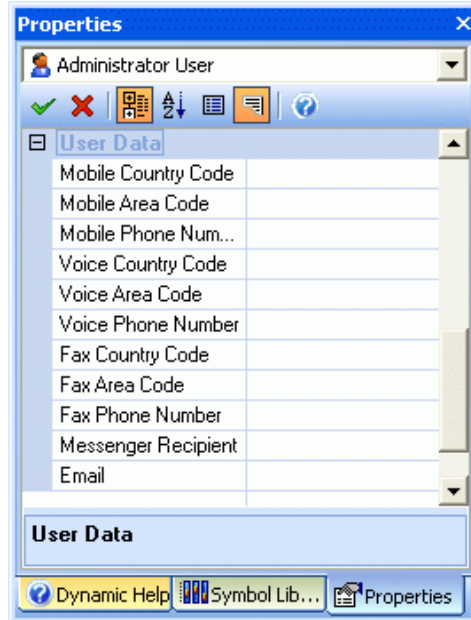 Properties
Administrator User
User Data
Mobile Country Code
Mobile Area Code
Mobile Phone Num...
Voice Country Code
Voice Area Code
Voice Phone Number
Fax Country Code
Fax Area Code
Fax Phone Number
Messenger Recipient
Email
User Data
Dynamic Help Symbol Lib... Properties